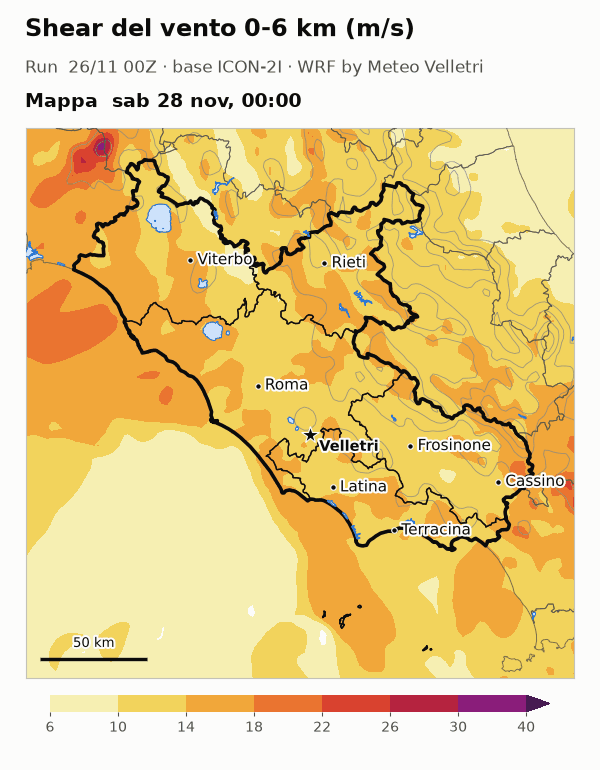 Shear del vento 0-6 km (m/s)
Run  26/11 00Z · base ICON-2I · WRF by Meteo Velletri
Mappa  sab 28 nov, 00:00
Viterbo
Rieti
Roma
Velletri
Frosinone
Latina
Cassino
Terracina
50 km
6 10 14 18 22 26 30 40